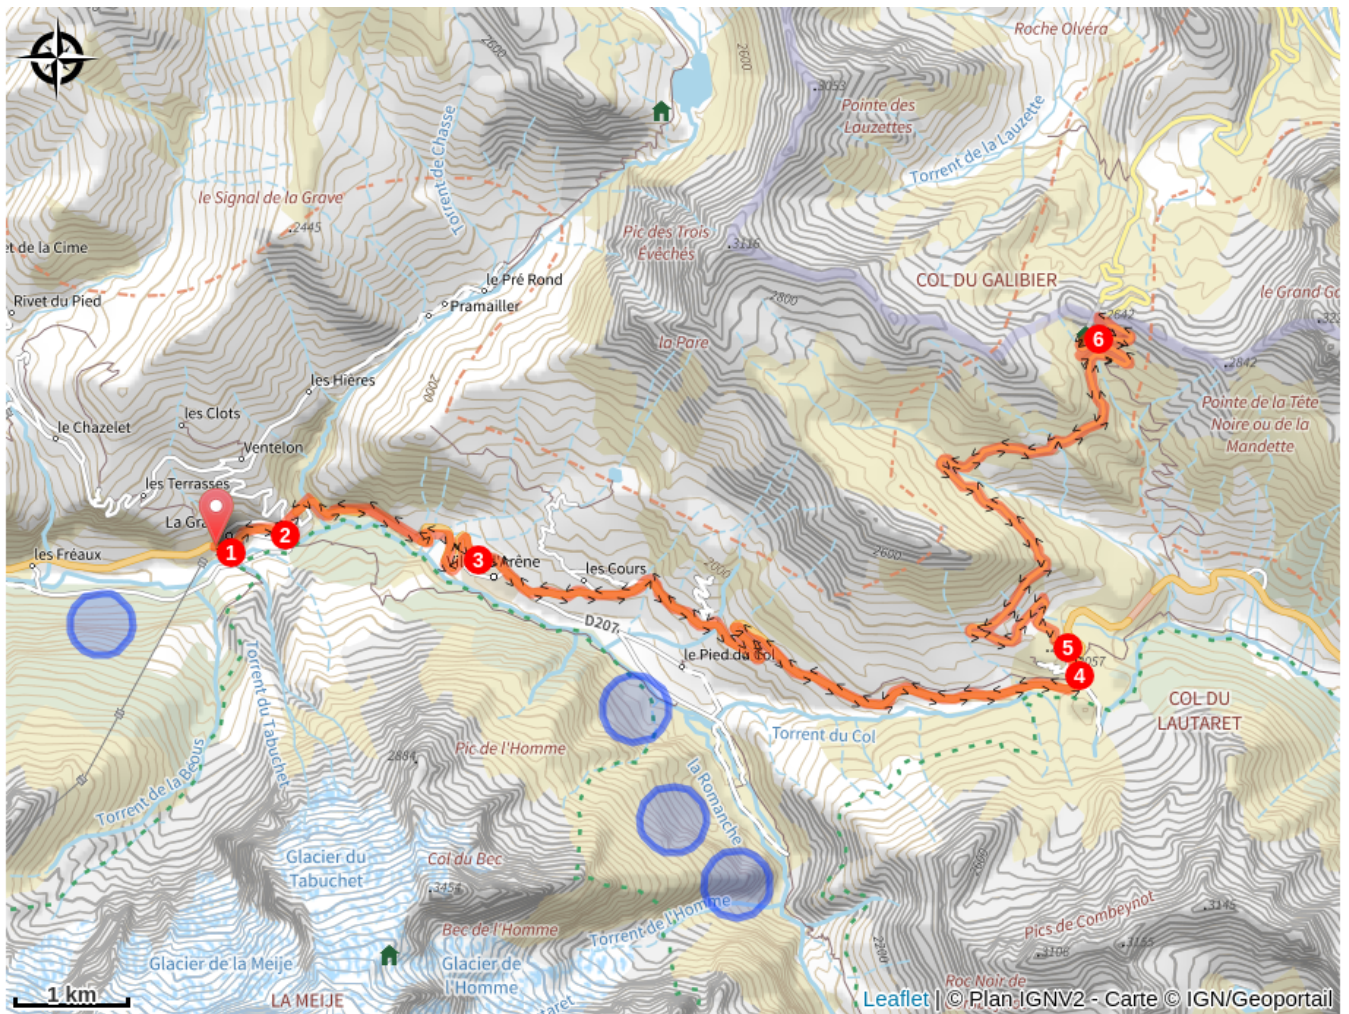 Roche Olvéra
2600
2600
.3053
Pointe des
Lauzettes
Torrent de la Lauzette
Torrent de Chasse
le Signal de la Grave
.2445
et de la Cime
Pic des Trois
Évêchés
.3116
COL DU GALIBIER
le Pré Rond
Pramailler
Rivet du Pied
2800
le Grand Ga
2642
6
la Pare
.2842
les Hières
2000
les Clots
le Chazelet
Pointe de la Tête
Noire ou de la
Mandette
Ventelon
les Terrasses
La Gra
1
2
les Fréaux
3
'Arêne
les Cours
2000
2600
D207
le Pied du Col
5
2057
4
COL DU
LAUTARET
Torrent du Tabuchet
Torrent du Col
Pic de l'Homme
2884
Torrent de la Béous
la Romanche
Glacier du
Tabuchet
Col du Bec
.3454
2600
Bec de l'Homme
Torrent de l'Homme
Pics de Combeynot
.3145
.3155
.3106
2200
Glacier de la Meije
Glacier de
l'Homme
Roc Noir de
1 km
LA MEIJE
taret
Leaflet | © Plan IGNV2 - Carte © IGN/Geoportail